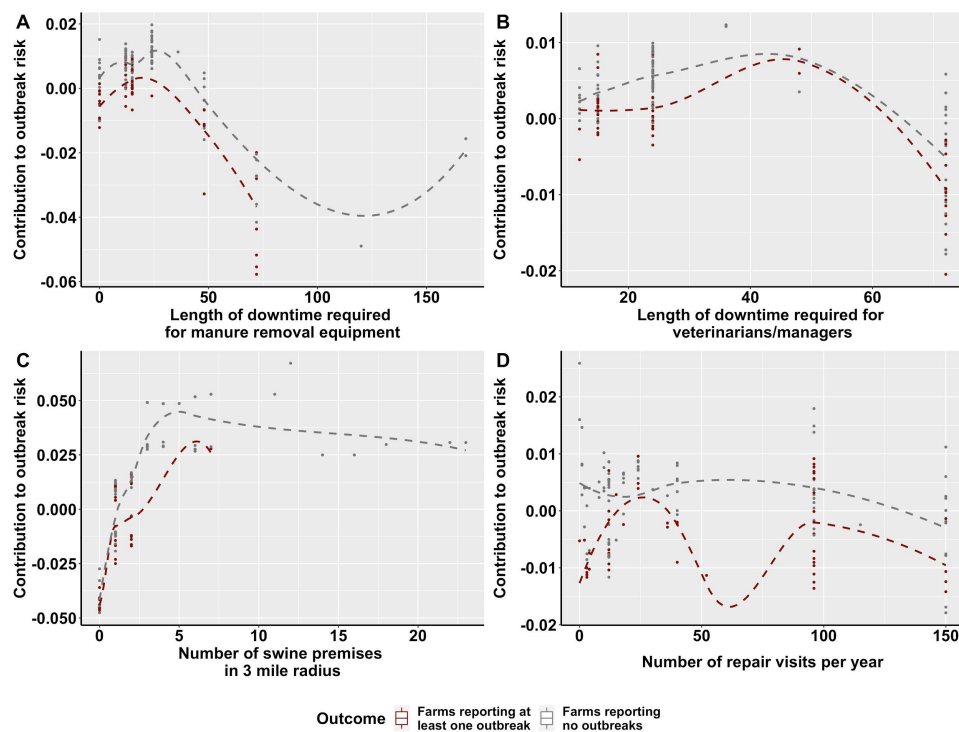 A
Contribution to outbreak risk
0.02
0.00
-0.02
-0.04
-0.06
0
50
100
150
Length of downtime required
for manure removal equipment
B
Contribution to outbreak risk
0.01
0.00
-0.01
-0.02
20
40
60
Length of downtime required for
veterinarians/managers
C
Contribution to outbreak risk
0.050
0.025
0.000
-0.025
-0.050
0
5
10
15
20
Number of swine premises
in 3 mile radius
D
Contribution to outbreak risk
0.02
0.01
0.00
-0.01
-0.02
0
50
100
150
Number of repair visits per year
Outcome
Farms reporting at
least one outbreak
Farms reporting
no outbreaks